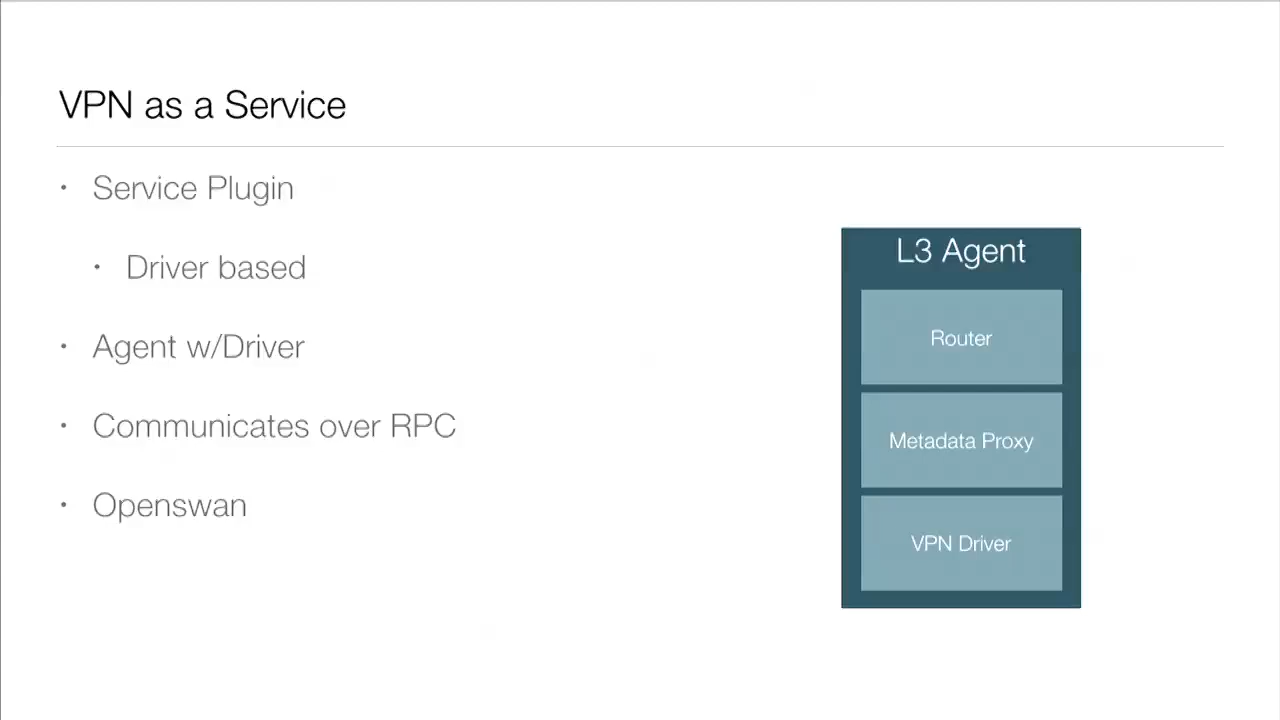 VPN as a Service
• Service Plugin
• Driver based
• Agent w/Driver
• Communicates over RPC
• Openswan
L3 Agent
Router
Metadata Proxy
VPN Driver